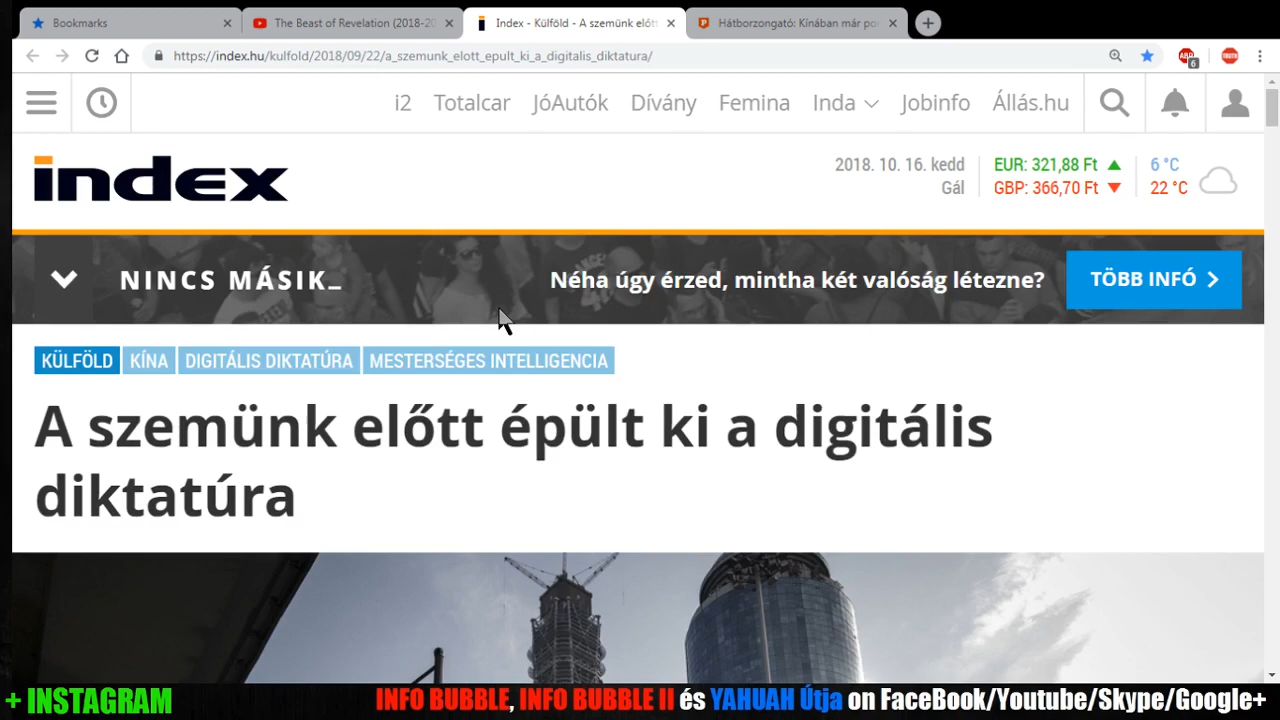 Bookmarks
The Beast of Revelation (2018-20
Index - Külföld - A szemünk előtt
Hátborzongató: Kínában már po
https://index.hu/kulfold/2018/09/22/a_szemunk_elott_epult_ki_a_digitalis_diktatura/
ABP
6
TRUTH
i2 Totalcar JóAutók Dívány Femina Inda Jobinfo Állás.hu
index
2018. 10. 16. kedd
Gál
EUR: 321,88 Ft
GBP: 366,70 Ft
6 °C
22 °C
NINCS MÁSIK_
Néha úgy érzed, mintha két valóság létezne?
TÖBB INFÓ
KÜLFÖLD KÍNA DIGITÁLIS DIKTATÚRA MESTERSÉGES INTELLIGENCIA
A szemünk előtt épült ki a digitális
diktatúra
+ INSTAGRAM
INFO BUBBLE, INFO BUBBLE II és YAHUAH Útja on FaceBook/Youtube/Skype/Google+